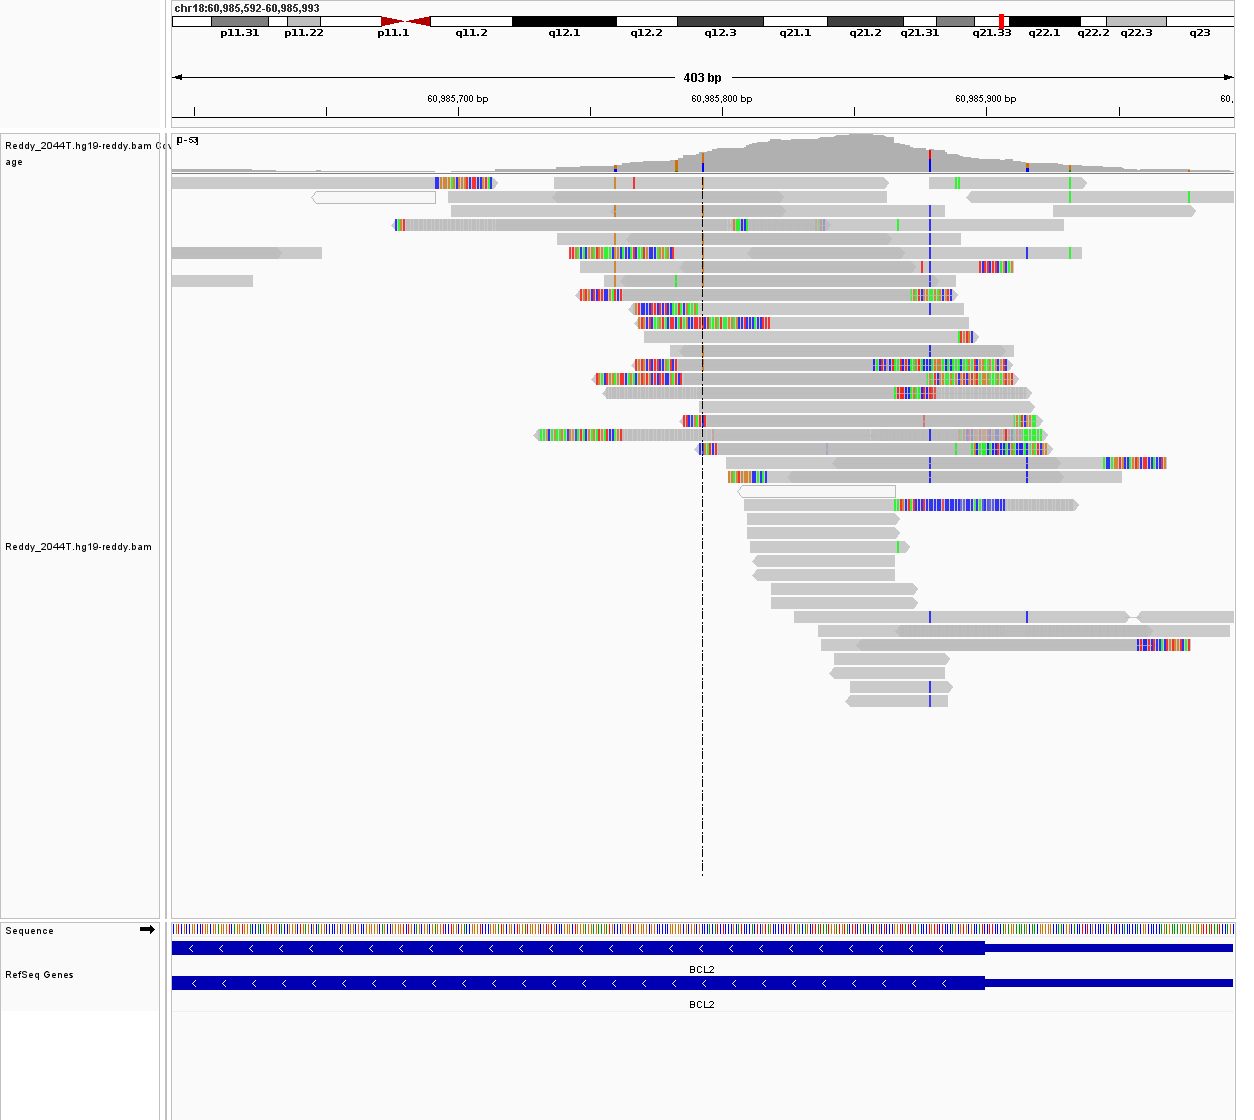 chr18:60,985,592-60,985,993
p11.31 p11.22 p11.1 q11.2 q12.1 q12.2 q12.3 q21.1 q21.2 q21.31 q21.33 q22.1 q22.2 q22.3 q23
403 bp
60,985,700 bp 60,985,800 bp 60,985,900 bp 60,
Reddy_2044T.hg19-reddy.bam Cov
age
[0-53]
Reddy_2044T.hg19-reddy.bam
Sequence
RefSeq Genes
BCL2
BCL2